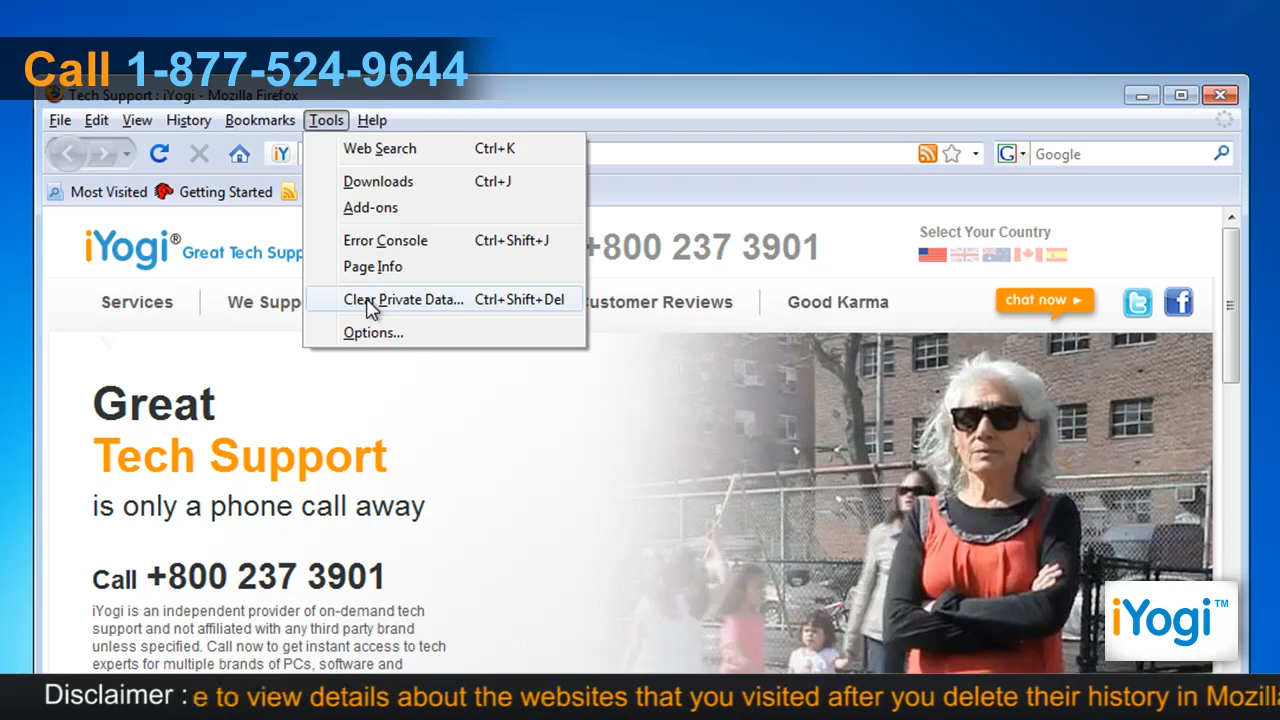 Call 1-877-524-9644
Tech Support : iYogi - Mozilla Firefox
File Edit View History Bookmarks Tools Help
Web Search Ctrl+K
Downloads Ctrl+J
Add-ons
Error Console Ctrl+Shift+J
Page Info
Clear Private Data... Ctrl+Shift+Del
Options...
iY
G Google
Most Visited Getting Started
iYogi® Great Tech Supp
+800 237 3901
Select Your Country
Services We Supp ustomer Reviews Good Karma chat now
Great
Tech Support
is only a phone call away
Call +800 237 3901
iYogi is an independent provider of on-demand tech
support and not affiliated with any third party brand
unless specified. Call now to get instant access to tech
experts for multiple brands of PCs, software and
iYogi™
Disclaimer : e to view details about the websites that you visited after you delete their history in Mozill